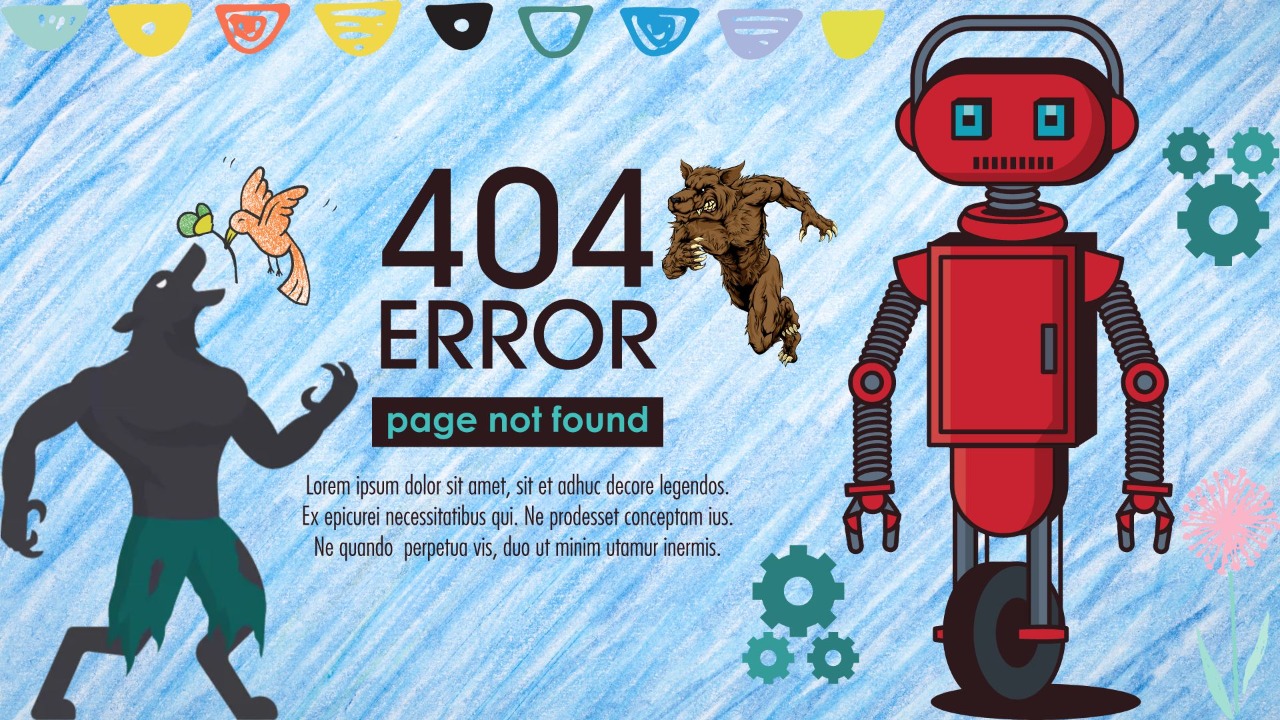 404
ERROR
page not found
Lorem ipsum dolor sit amet, sit et adhuc decore legendos.
Ex epicurei necessitatibus qui. Ne prodesset conceptam ius.
Ne quando perpetua vis, duo ut minim utamur inermis.